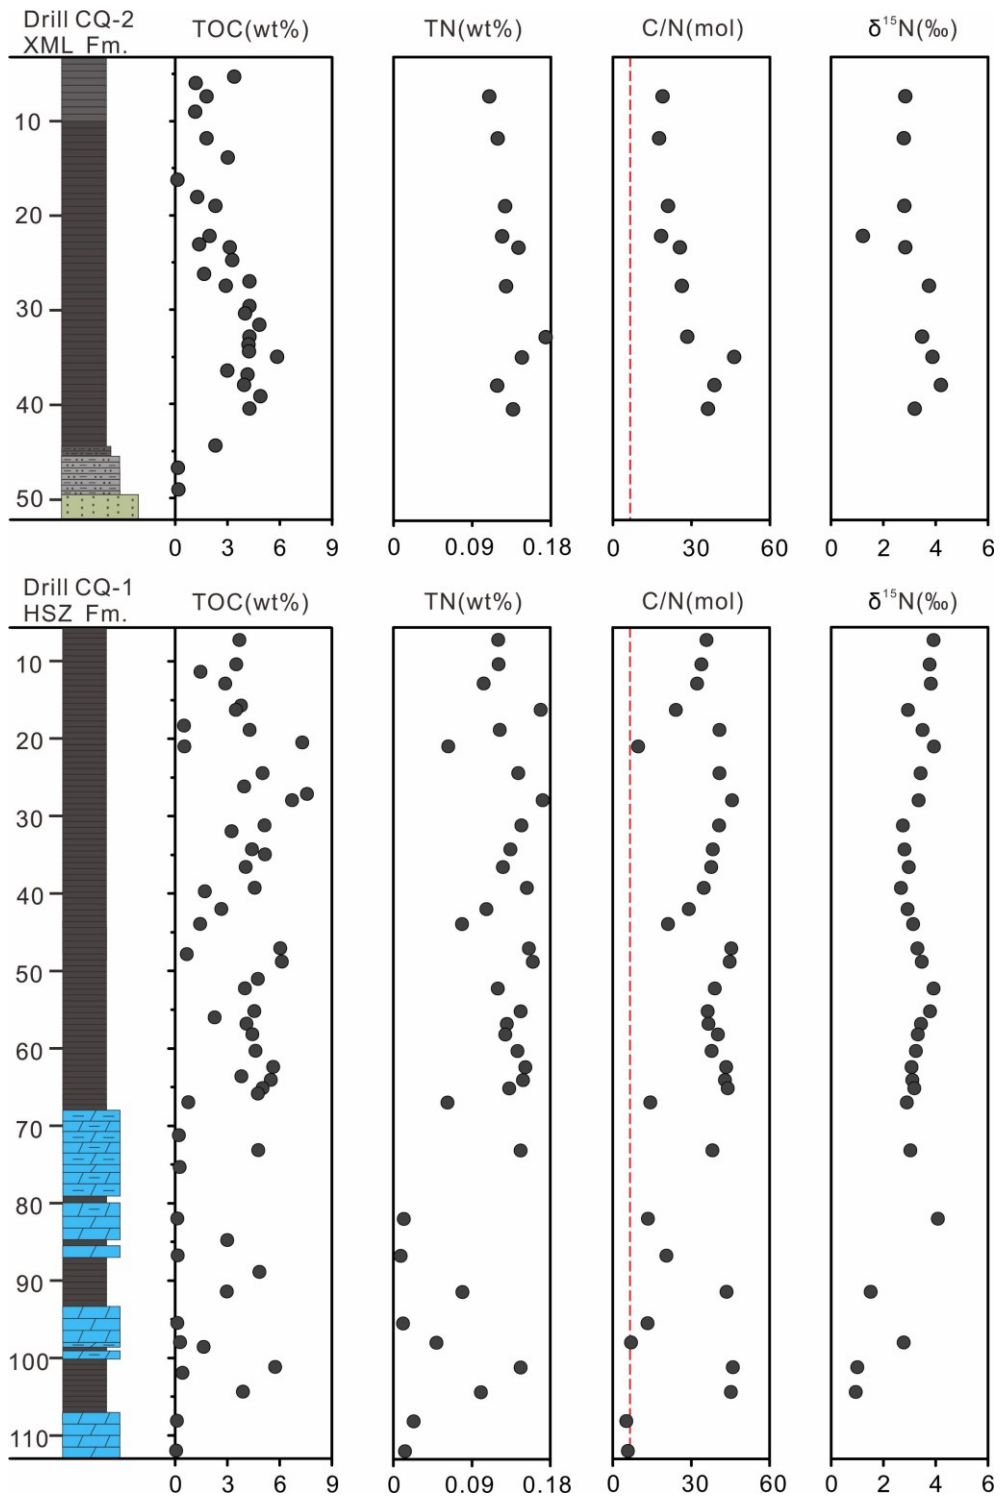 Drill CQ-2
XML Fm.
TOC(wt%) TN(wt%) C/N(mol) δ¹⁵N(‰)
10
20
30
40
50
0 3 6 9 0 0.09 0.18 0 30 60 0 2 4 6
Drill CQ-1
HSZ Fm.
TOC(wt%) TN(wt%) C/N(mol) δ¹⁵N(‰)
10
20
30
40
50
60
70
80
90
100
110
0 3 6 9 0 0.09 0.18 0 30 60 0 2 4 6